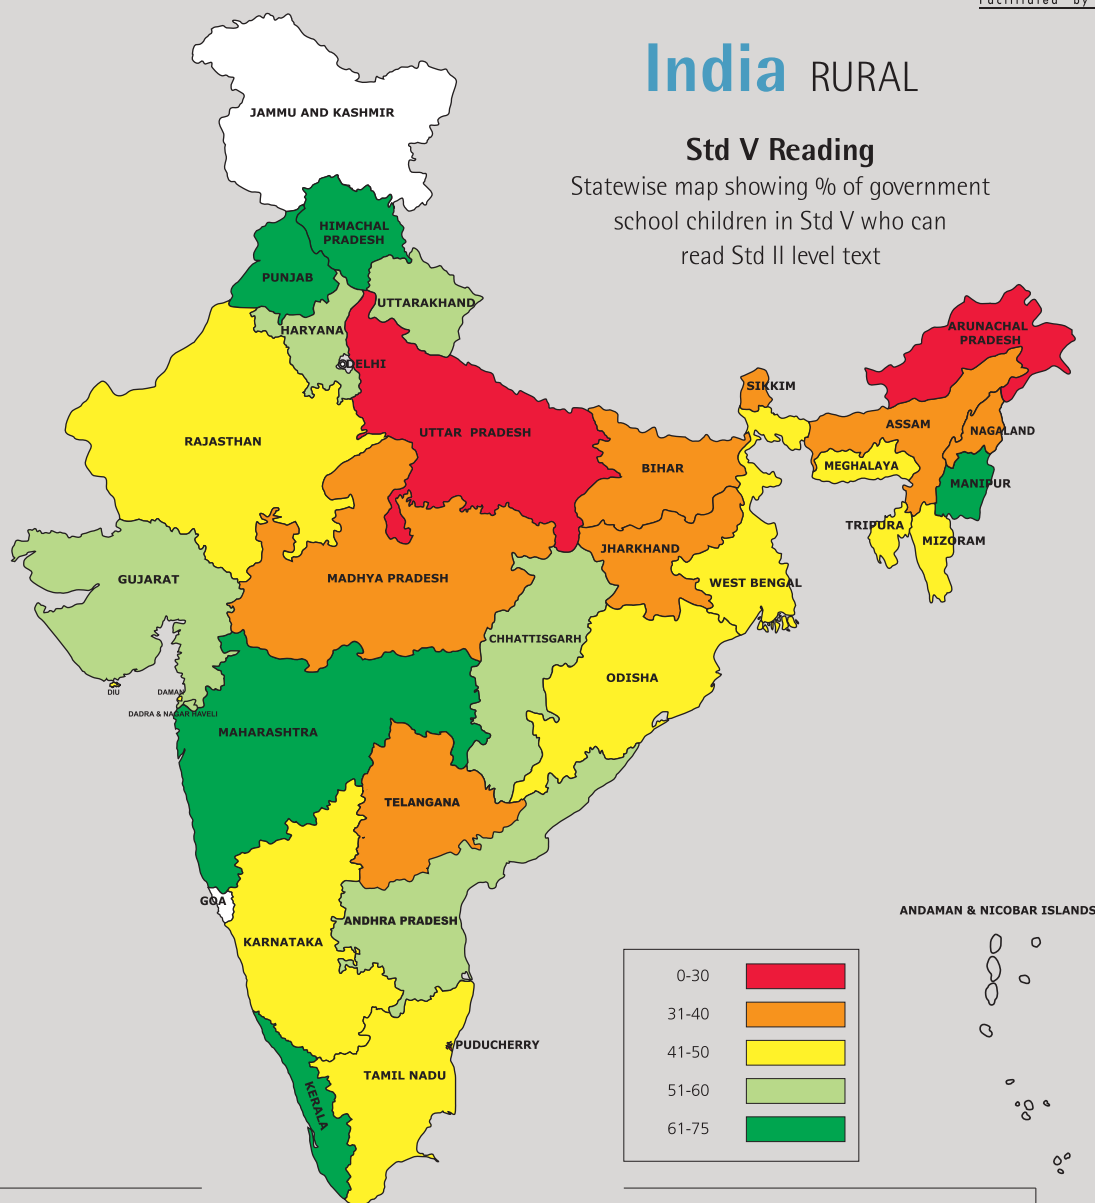 Facilitated by
India RURAL
Std V Reading
Statewise map showing % of government
school children in Std V who can
read Std II level text
JAMMU AND KASHMIR
HIMACHAL
PRADESH
PUNJAB
UTTARAKHAND
HARYANA
DELHI
ARUNACHAL
PRADESH
SIKKIM
ASSAM
NAGALAND
RAJASTHAN
UTTAR PRADESH
BIHAR
MEGHALAYA
MANIPUR
TRIPURA
MIZORAM
JHARKHAND
GUJARAT
MADHYA PRADESH
WEST BENGAL
CHHATTISGARH
ODISHA
DIU
DAMAN
DADRA & NAGAR HAVELI
MAHARASHTRA
TELANGANA
GOA
ANDHRA PRADESH
KARNATAKA
ANDAMAN & NICOBAR ISLANDS
PUDUCHERRY
TAMIL NADU
KERALA
0-30
31-40
41-50
51-60
61-75